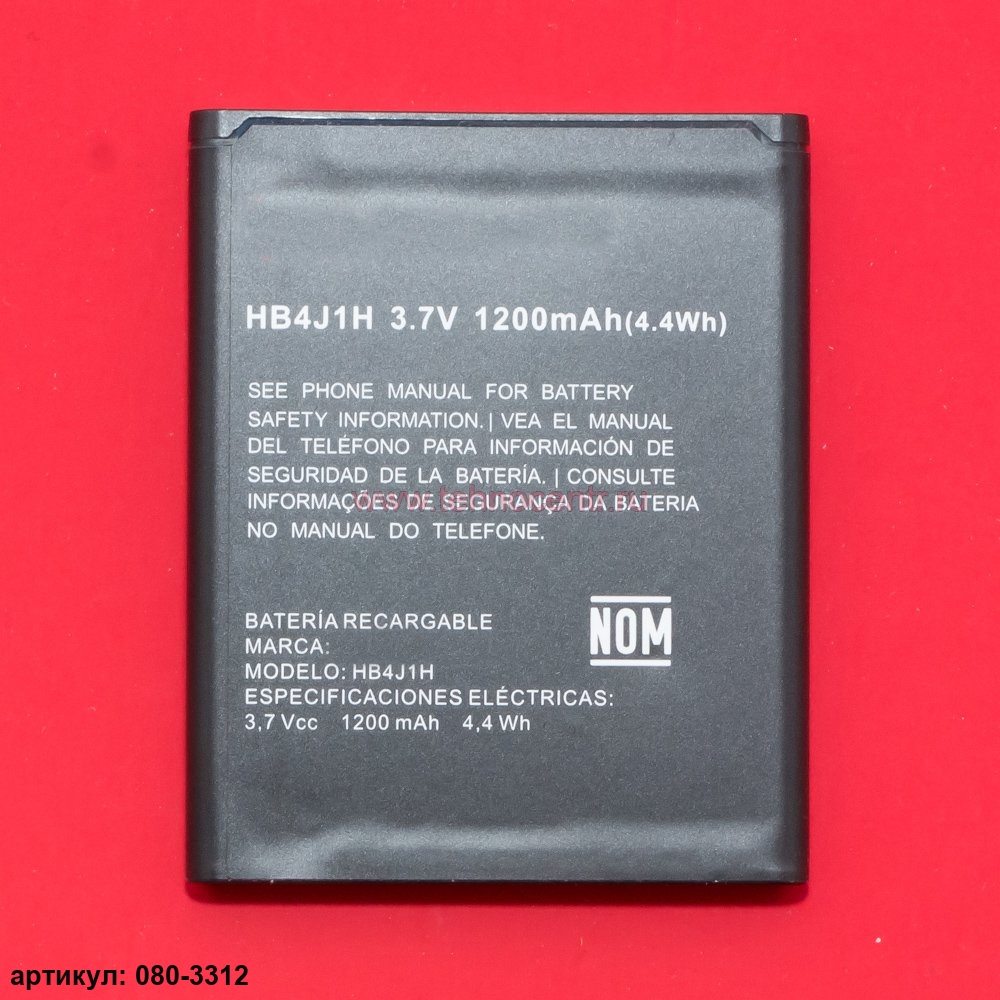 HB4J1H 3.7V 1200mAh(4.4Wh)
SEE PHONE MANUAL FOR BATTERY
SAFETY INFORMATION. | VEA EL MANUAL
DEL TELÉFONO PARA INFORMACIÓN DE
SEGURIDAD DE LA BATERÍA. | CONSULTE
INFORMAÇÕES DE SEGURANÇA DA BATERIA
NO MANUAL DO TELEFONE.
BATERÍA RECARGABLE
MARCA:
MODELO: HB4J1H
ESPECIFICACIONES ELÉCTRICAS:
3,7 Vcc 1200 mAh 4,4 Wh
NOM
артикул: 080-3312